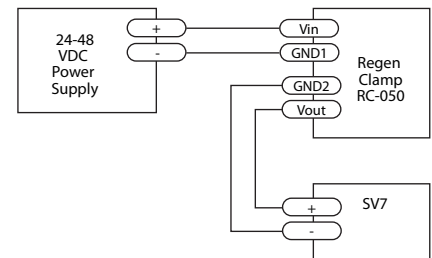 24-48
VDC
Power
Supply
+
-
Vin
GND1
GND2
Vout
Regen
Clamp
RC-050
+
-
SV7